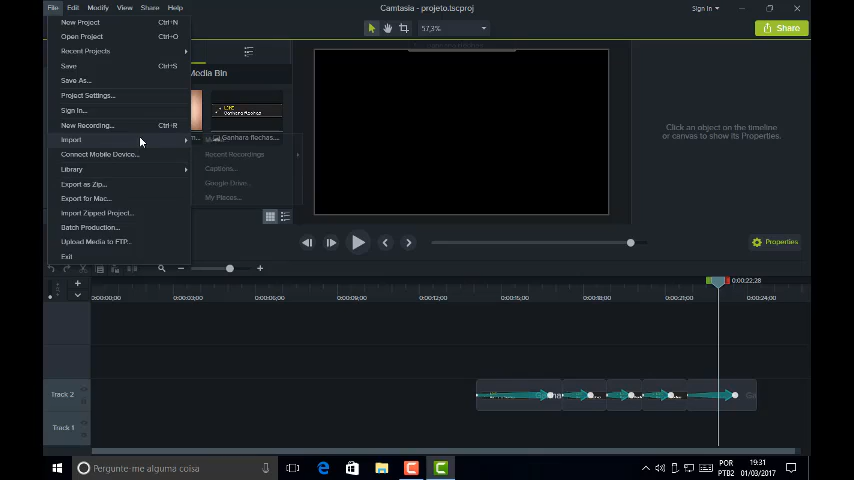 File Edit Modify View Share Help
Camtasia - projeto.tscproj
Sign In
New Project Ctrl+N
Open Project Ctrl+O
Recent Projects
Save Ctrl+S
Save As...
Project Settings...
Sign In...
New Recording... Ctrl+R
Import
Connect Mobile Device...
Library
Export as Zip...
Export for Mac...
Import Zipped Project...
Batch Production...
Upload Media to FTP...
Exit
Recent Recordings
Captions...
Google Drive...
My Places...
57,3%
Share
Media Bin
Ganhara flechas...
Click an object on the timeline
or canvas to show its Properties.
Properties
0:00:22;28
0:00:00;00 0:00:03;00 0:00:06;00 0:00:09;00 0:00:12;00 0:00:15;00 0:00:18;00 0:00:21;00 0:00:24;00
Track 2
Track 1
Pergunte-me alguma coisa
POR
PTB2
19:31
01/03/2017